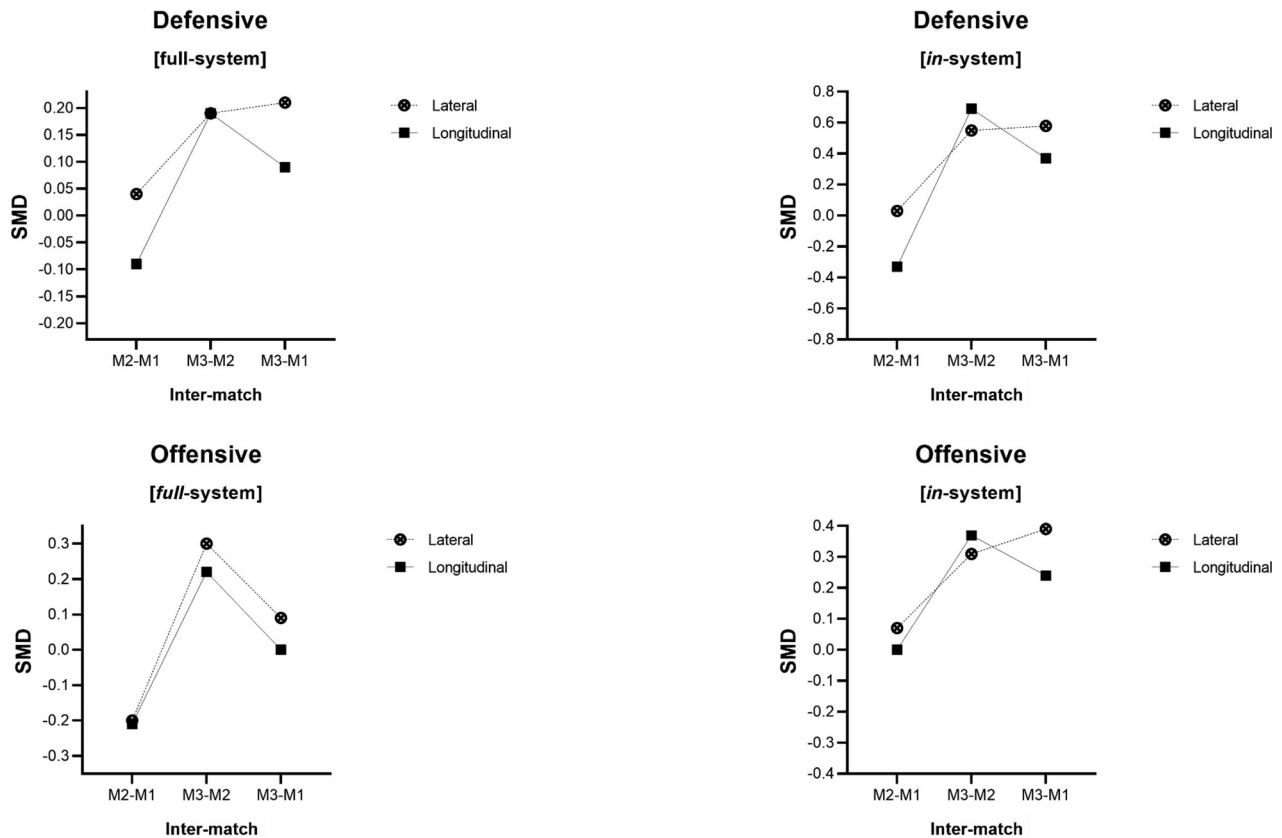 Defensive
[full-system]
SMD
0.20
0.15
0.10
0.05
0.00
-0.05
-0.10
-0.15
-0.20
M2-M1 M3-M2 M3-M1
Inter-match
Lateral
Longitudinal
Defensive
[in-system]
SMD
0.8
0.6
0.4
0.2
0.0
-0.2
-0.4
-0.6
-0.8
M2-M1 M3-M2 M3-M1
Inter-match
Lateral
Longitudinal
Offensive
[full-system]
SMD
0.3
0.2
0.1
0.0
-0.1
-0.2
-0.3
M2-M1 M3-M2 M3-M1
Inter-match
Lateral
Longitudinal
Offensive
[in-system]
SMD
0.4
0.3
0.2
0.1
0.0
-0.1
-0.2
-0.3
-0.4
M2-M1 M3-M2 M3-M1
Inter-match
Lateral
Longitudinal